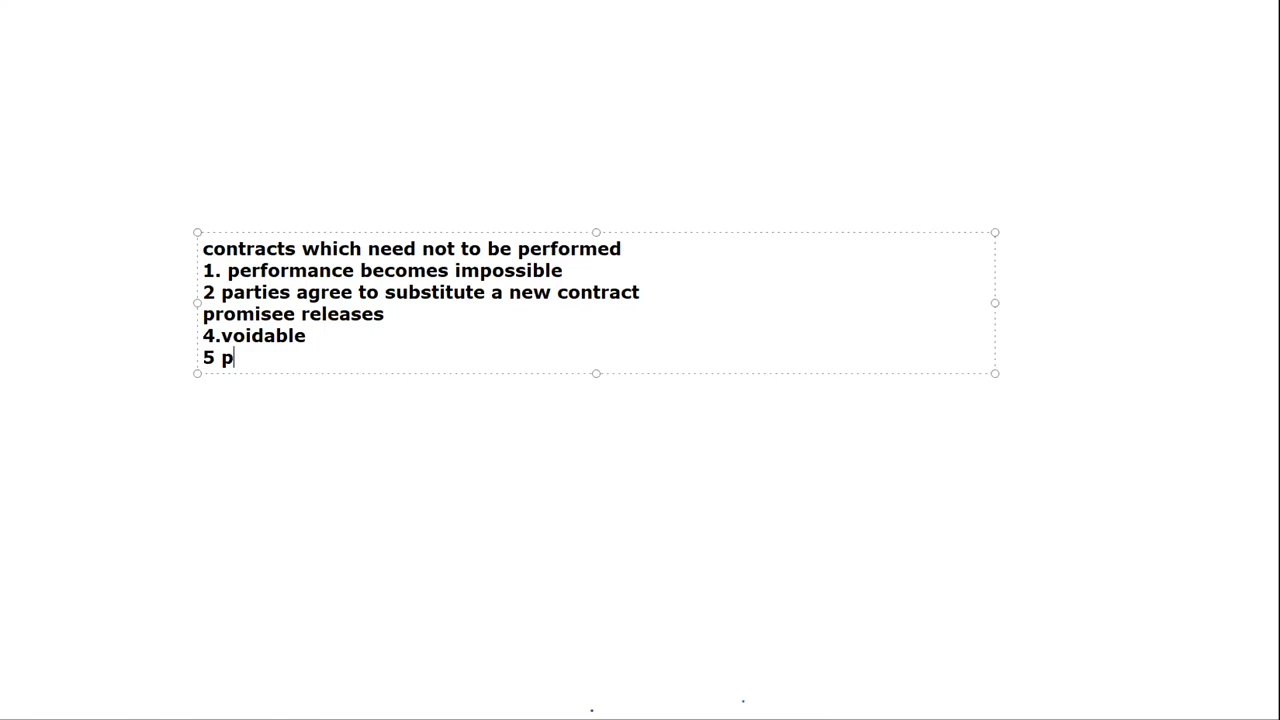 contracts which need not to be performed
1. performance becomes impossible
2 parties agree to substitute a new contract
promisee releases
4.voidable
5 p